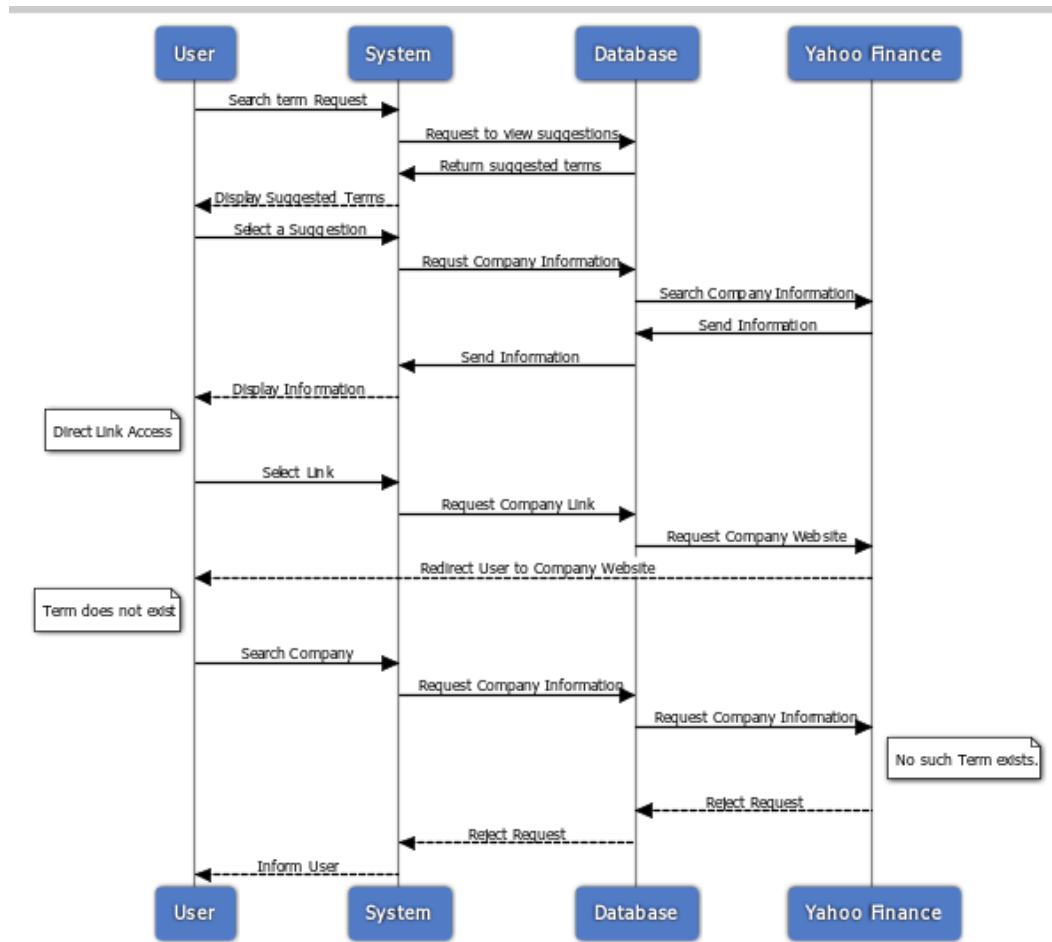 User
System
Database
Yahoo Finance
Search term Request
Request to view suggestions
Return suggested terms
Display Suggested Terms
Select a Suggestion
Requst Company Information
Search Company Information
Send Information
Send Information
Display Information
Direct Link Access
Select Link
Request Company Link
Request Company Website
Redirect User to Company Website
Term does not exist
Search Company
Request Company Information
Request Company Information
No such Term exists.
Reject Request
Reject Request
Inform User
User
System
Database
Yahoo Finance